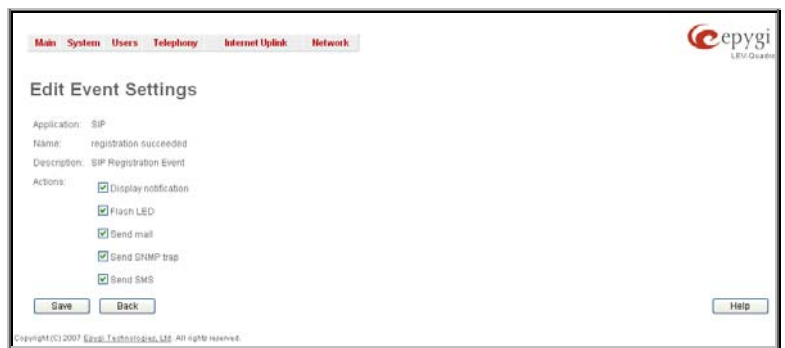 Main System Users Telephony Internet Uplink Network
epygi
LEV-Quadro
Edit Event Settings
Application: SIP
Name: registration succeeded
Description: SIP Registration Event
Actions:
Display notification
Flash LED
Send mail
Send SNMP trap
Send SMS
Save Back Help
Copyright (C) 2007 Epygi Technologies, Ltd. All rights reserved.